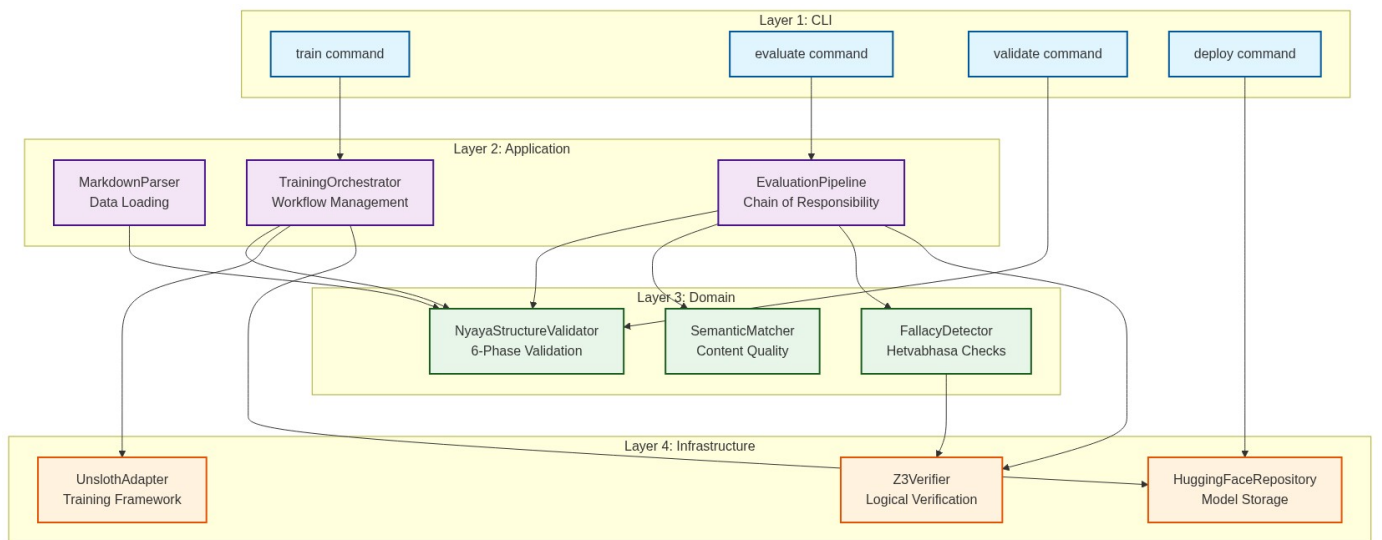 Layer 1: CLI
train command
evaluate command
validate command
deploy command
Layer 2: Application
MarkdownParser
Data Loading
TrainingOrchestrator
Workflow Management
EvaluationPipeline
Chain of Responsibility
Layer 3: Domain
NyayaStructureValidator
6-Phase Validation
SemanticMatcher
Content Quality
FallacyDetector
Hetvabhasa Checks
Layer 4: Infrastructure
UnslothAdapter
Training Framework
Z3Verifier
Logical Verification
HuggingFaceRepository
Model Storage